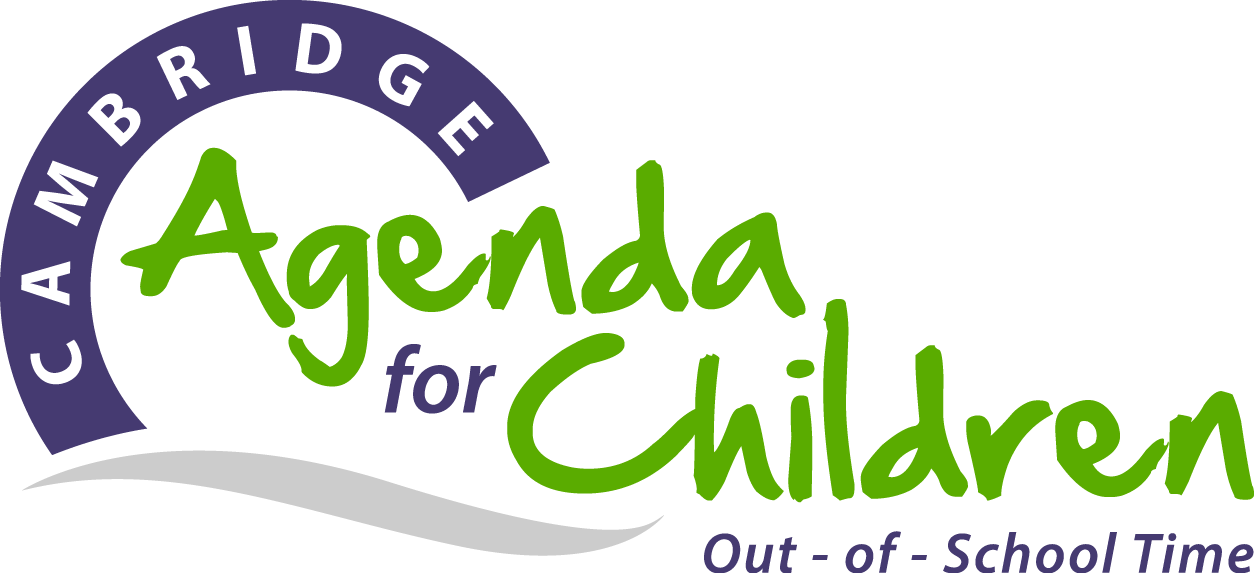 CAMBRIDGE
Agenda
for Children
Out - of - School Time